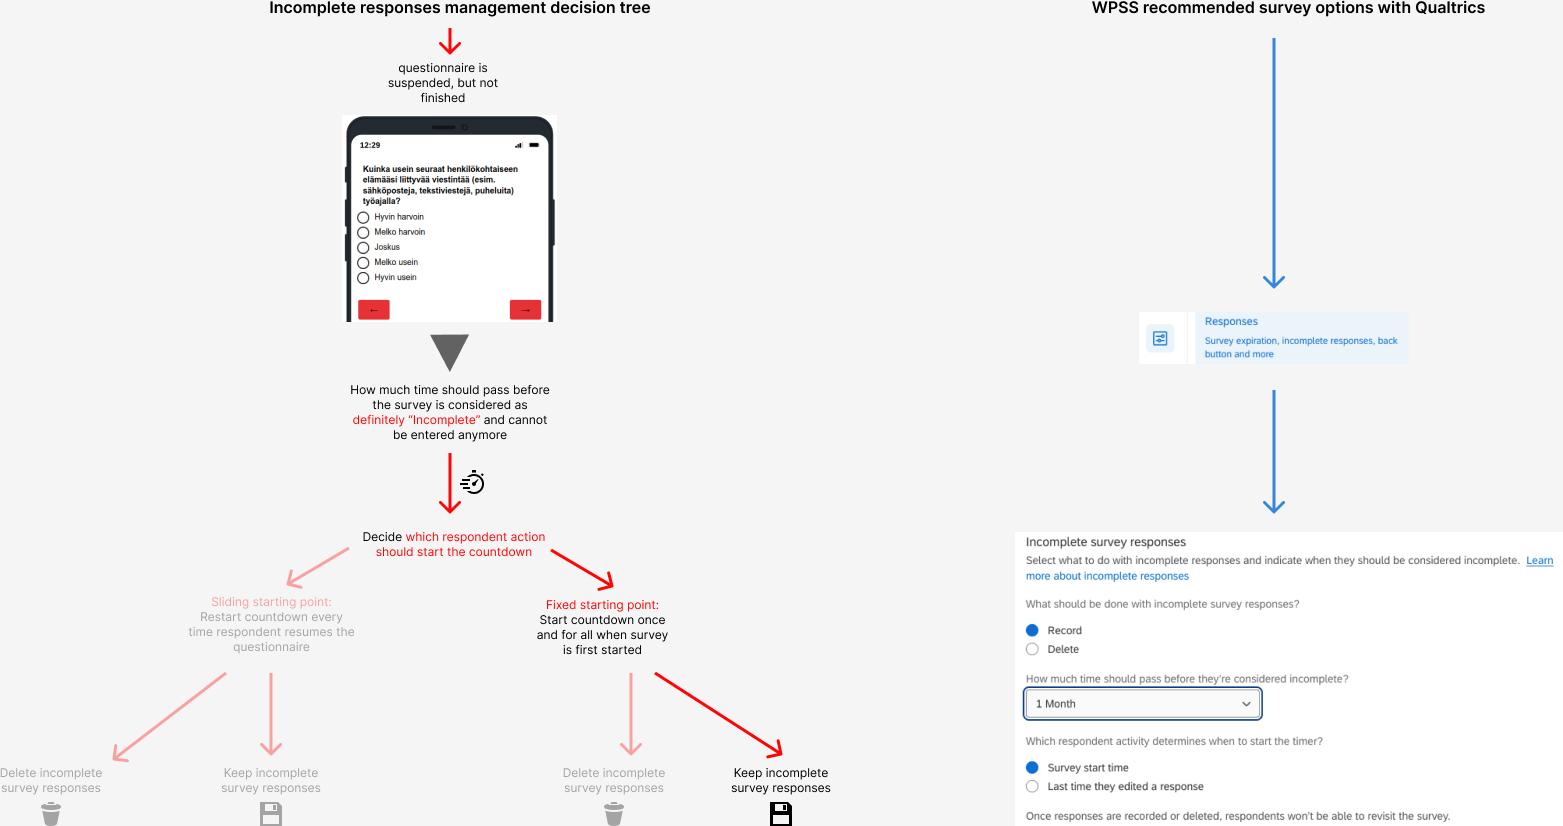 Incomplete responses management decision tree
questionnaire is
suspended, but not
finished
12:29
Kuinka usein seuraat henkilökohtaiseen
elämääsi liittyvää viestintää (esim.
sähköposteja, tekstiviestejä, puheluita)
työajalla?
Hyvin harvoin
Melko harvoin
Joskus
Melko usein
Hyvin usein
← →
How much time should pass before
the survey is considered as
definitely “Incomplete” and cannot
be entered anymore
Decide which respondent action
should start the countdown
Sliding starting point:
Restart countdown every
time respondent resumes the
questionnaire
Fixed starting point:
Start countdown once
and for all when survey
is first started
Delete incomplete
survey responses
Keep incomplete
survey responses
Delete incomplete
survey responses
Keep incomplete
survey responses
WPSS recommended survey options with Qualtrics
Responses
Survey expiration, incomplete responses, back
button and more
Incomplete survey responses
Select what to do with incomplete responses and indicate when they should be considered incomplete. Learn
more about incomplete responses
What should be done with incomplete survey responses?
Record
Delete
How much time should pass before they're considered incomplete?
1 Month
Which respondent activity determines when to start the timer?
Survey start time
Last time they edited a response
Once responses are recorded or deleted, respondents won't be able to revisit the survey.